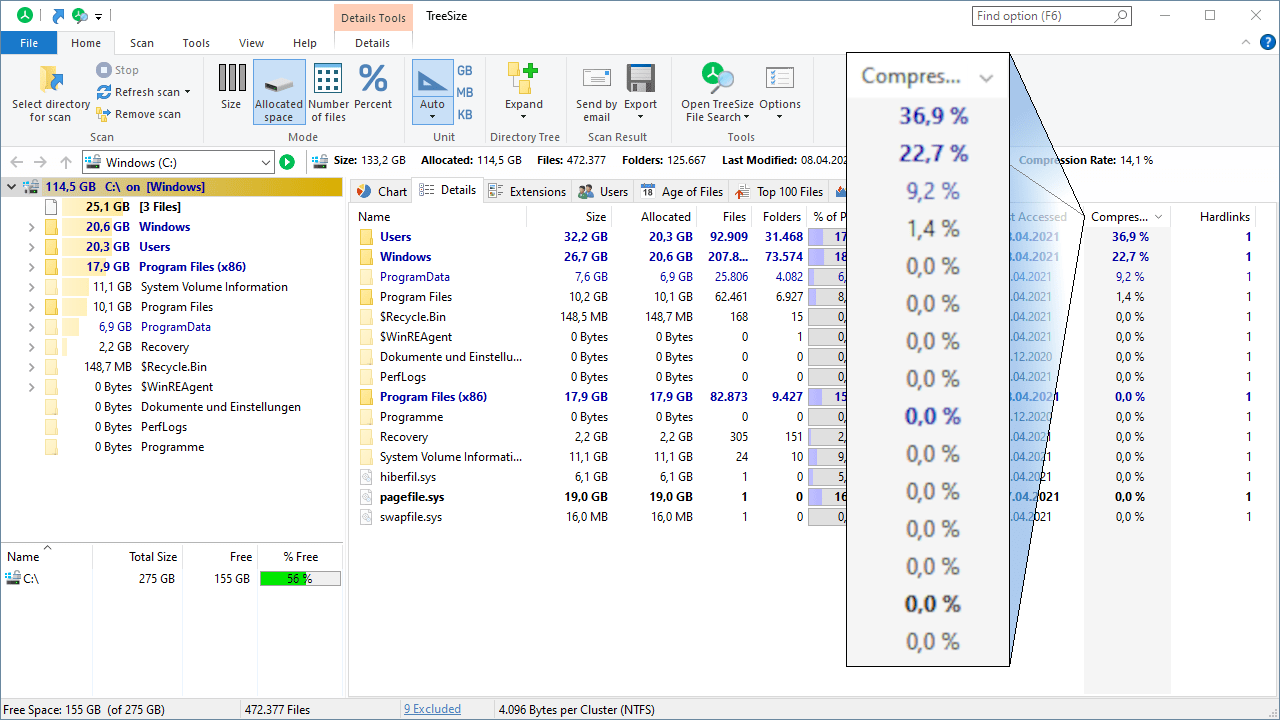 Details Tools
TreeSize
Find option (F6)
File Home Scan Tools View Help Details
Select directory for scan
Stop
Refresh scan
Remove scan
Scan
Size
Allocated space
Number of files
Percent
Mode
Auto
GB
MB
KB
Unit
Expand
Directory Tree
Send by email
Export
Scan Result
Open TreeSize File Search
Options
Tools
Windows (C:)
Size: 133,2 GB Allocated: 114,5 GB Files: 472.377 Folders: 125.667 Last Modified: 08.04.202 Compression Rate: 14,1 %
114,5 GB C:\ on [Windows]
25,1 GB [3 Files]
20,6 GB Windows
20,3 GB Users
17,9 GB Program Files (x86)
11,1 GB System Volume Information
10,1 GB Program Files
6,9 GB ProgramData
2,2 GB Recovery
148,7 MB $Recycle.Bin
0 Bytes $WinREAgent
0 Bytes Dokumente und Einstellungen
0 Bytes PerfLogs
0 Bytes Programme
Name Total Size Free % Free
C:\ 275 GB 155 GB 56 %
Chart Details Extensions Users Age of Files Top 100 Files
Name Size Allocated Files Folders % of P t Accessed Compres... Hardlinks
Users 32,2 GB 20,3 GB 92.909 31.468 17 .04.2021 36,9 % 1
Windows 26,7 GB 20,6 GB 207.8... 73.574 18 .04.2021 22,7 % 1
ProgramData 7,6 GB 6,9 GB 25.806 4.082 6, .04.2021 9,2 % 1
Program Files 10,2 GB 10,1 GB 62.461 6.927 8, .04.2021 1,4 % 1
$Recycle.Bin 148,5 MB 148,7 MB 168 15 0, .04.2021 0,0 % 1
$WinREAgent 0 Bytes 0 Bytes 0 1 0, .04.2021 0,0 % 1
Dokumente und Einstellu... 0 Bytes 0 Bytes 0 0 0, .12.2020 0,0 % 1
PerfLogs 0 Bytes 0 Bytes 0 0 0, .04.2021 0,0 % 1
Program Files (x86) 17,9 GB 17,9 GB 82.873 9.427 15 .04.2021 0,0 % 1
Programme 0 Bytes 0 Bytes 0 0 0, .12.2020 0,0 % 1
Recovery 2,2 GB 2,2 GB 305 151 2, .04.2021 0,0 % 1
System Volume Informati... 11,1 GB 11,1 GB 24 10 9, .04.2021 0,0 % 1
hiberfil.sys 6,1 GB 6,1 GB 1 0 5, .04.2021 0,0 % 1
pagefile.sys 19,0 GB 19,0 GB 1 0 16 .04.2021 0,0 % 1
swapfile.sys 16,0 MB 16,0 MB 1 0 0, .04.2021 0,0 % 1
Compres...
36,9 %
22,7 %
9,2 %
1,4 %
0,0 %
0,0 %
0,0 %
0,0 %
0,0 %
0,0 %
0,0 %
0,0 %
0,0 %
0,0 %
0,0 %
Free Space: 155 GB (of 275 GB) 472.377 Files 9 Excluded 4.096 Bytes per Cluster (NTFS)